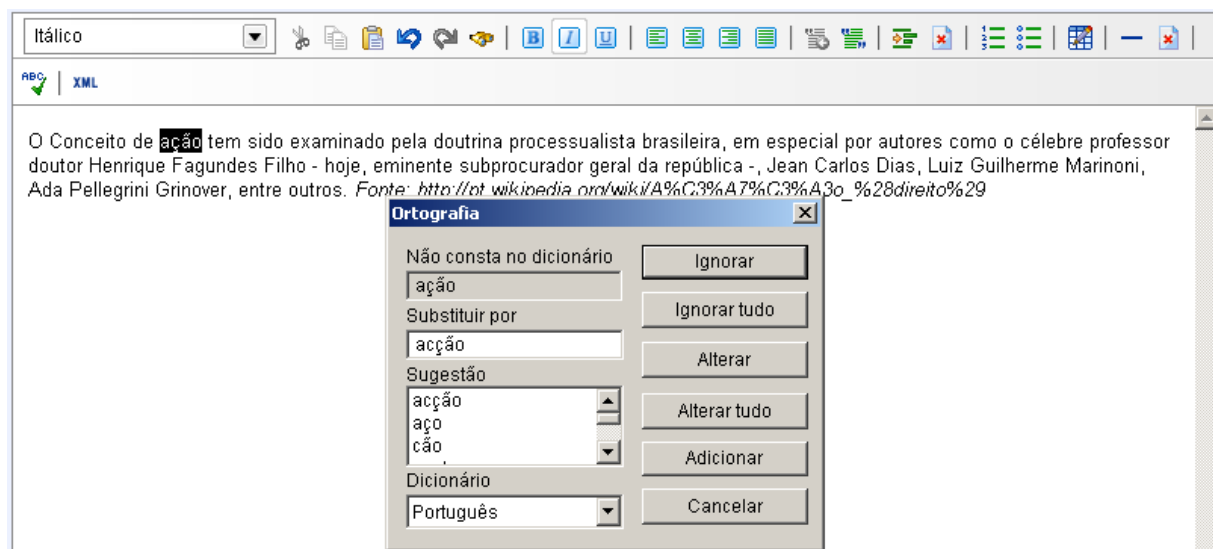 Itálico
B I U
ABC XML
O Conceito de ação tem sido examinado pela doutrina processualista brasileira, em especial por autores como o célebre professor
doutor Henrique Fagundes Filho - hoje, eminente subprocurador geral da república -, Jean Carlos Dias, Luiz Guilherme Marinoni,
Ada Pellegrini Grinover, entre outros. Fonte: http://pt.wikipedia.org/wiki/A%C3%A7%C3%A3o_%28direito%29
Ortografia
Não consta no dicionário
ação
Substituir por
acção
Sugestão
acção
aço
cão
Dicionário
Português
Ignorar
Ignorar tudo
Alterar
Alterar tudo
Adicionar
Cancelar